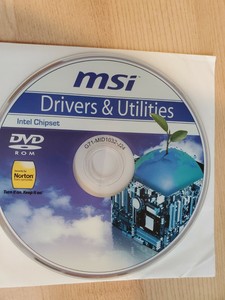 msi
Drivers & Utilities
Intel Chipset
DVD
ROM
Norton